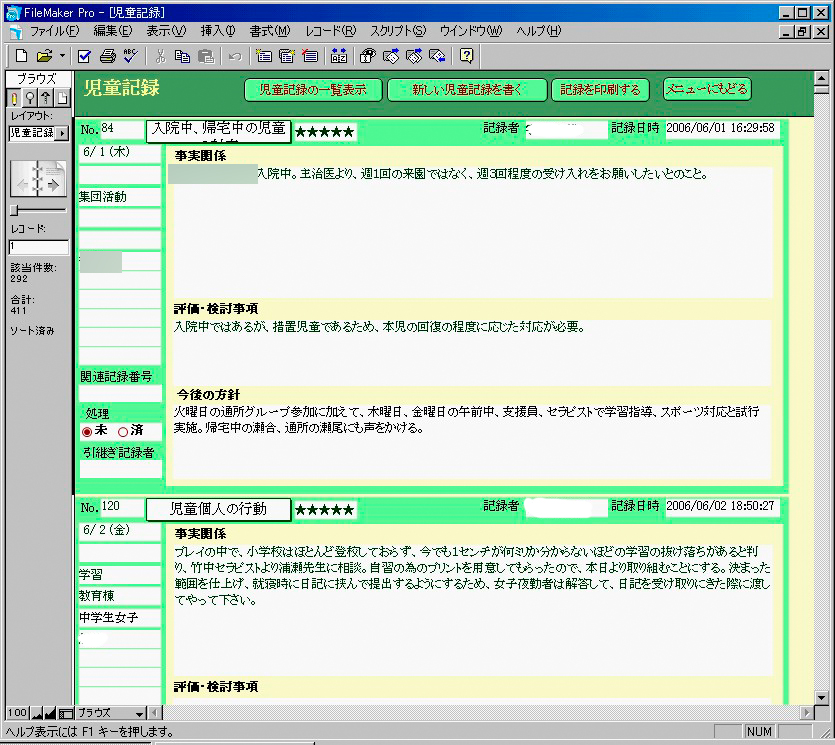 FileMaker Pro - [児童記録]
ファイル(F) 編集(E) 表示(V) 挿入(I) 書式(M) レコード(R) スクリプト(S) ウインドウ(W) ヘルプ(H)
ブラウズ
レイアウト:
児童記録
レコード:
1
該当件数:
292
合計:
411
ソート済み
児童記録
児童記録の一覧表示 新しい児童記録を書く 記録を印刷する メニューにもどる
No. 84 入院中、帰宅中の児童 ★★★★★ 記録者 記録日時 2006/06/01 16:29:58
6/ 1 (木)
集団活動
関連記録番号
処理
未 済
引継ぎ記録者
事実関係
入院中。主治医より、週1回の来園ではなく、週3回程度の受け入れをお願いしたいとのこと。
評価・検討事項
入院中ではあるが、措置児童であるため、本児の回復の程度に応じた対応が必要。
今後の方針
火曜日の通所グループ参加に加えて、木曜日、金曜日の午前中、支援員、セラピストで学習指導、スポーツ対応と試行
実施。帰宅中の瀬合、通所の瀬尾にも声をかける。
No. 120 児童個人の行動 ★★★★★ 記録者 記録日時 2006/06/02 18:50:27
6/ 2 (金)
学習
教育棟
中学生女子
事実関係
プレイの中で、小学校はほとんど登校しておらず、今でも1センチが何ミリか分からないほどの学習の抜け落ちがあると判
り、竹中セラピストより浦瀬先生に相談。自習の為のプリントを用意してもらったので、本日より取り組むことにする。決まった
範囲を仕上げ、就寝時に日記に挟んで提出するようにするため、女子夜勤者は解答して、日記を受け取りにきた際に渡し
てやって下さい。
評価・検討事項
100 ブラウズ
ヘルプ表示には F1 キーを押します。 NUM